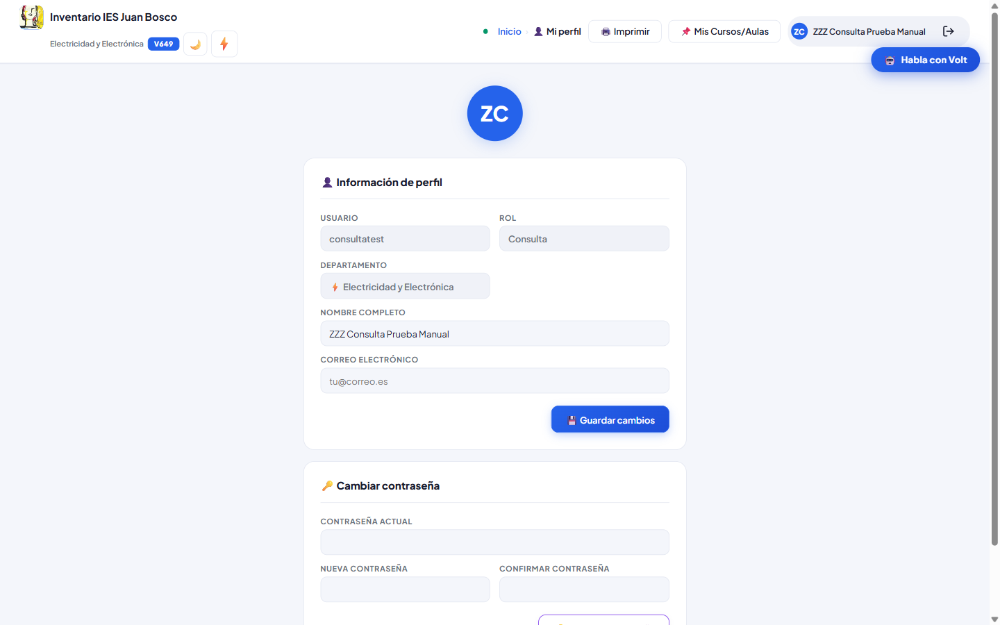 Inventario IES Juan Bosco
Electricidad y Electrónica V649
Inicio › Mi perfil Imprimir Mis Cursos/Aulas ZC ZZZ Consulta Prueba Manual
Habla con Volt
ZC
Información de perfil
USUARIO ROL
consultatest Consulta
DEPARTAMENTO
Electricidad y Electrónica
NOMBRE COMPLETO
ZZZ Consulta Prueba Manual
CORREO ELECTRÓNICO
tu@correo.es
Guardar cambios
Cambiar contraseña
CONTRASEÑA ACTUAL
NUEVA CONTRASEÑA CONFIRMAR CONTRASEÑA